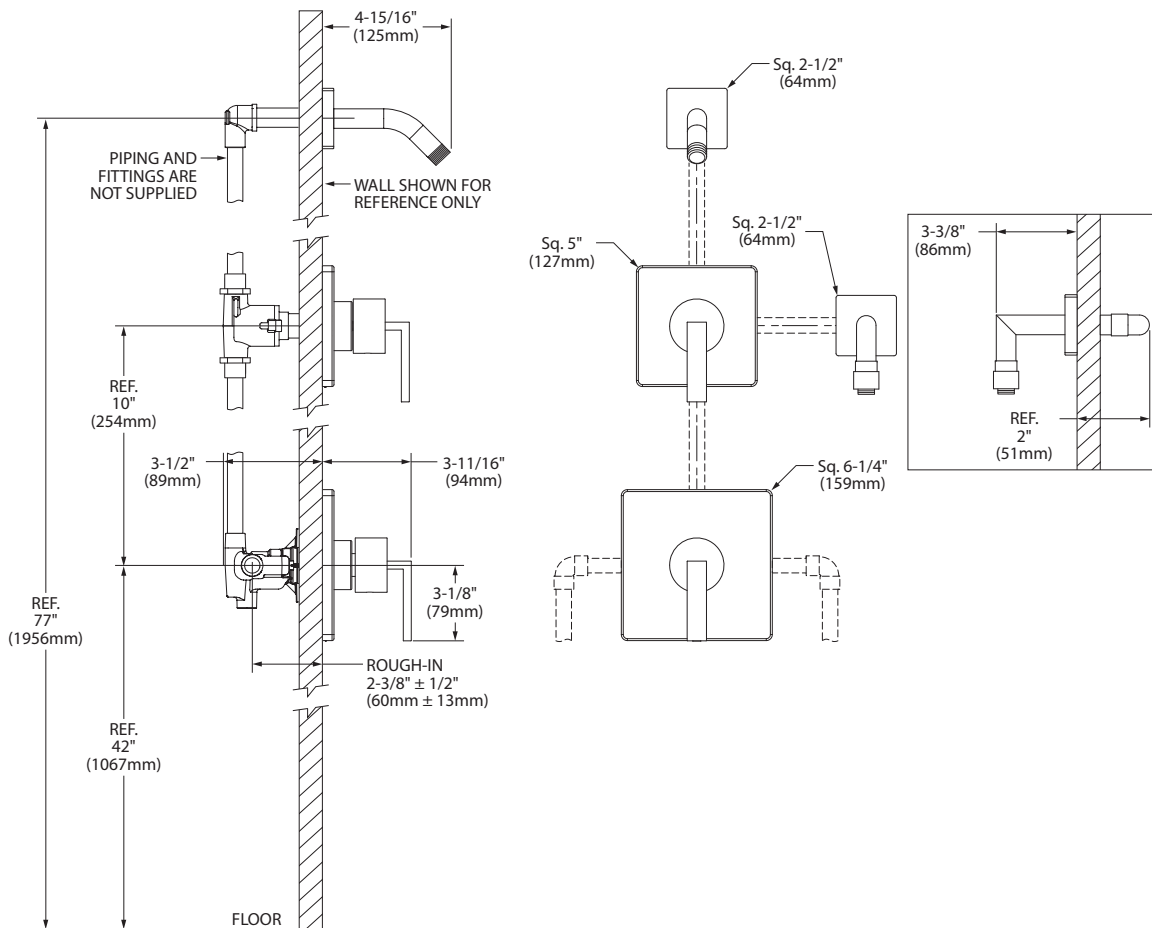 4-15/16"
(125mm)
Sq. 2-1/2"
(64mm)
PIPING AND
FITTINGS ARE
NOT SUPPLIED
WALL SHOWN FOR
REFERENCE ONLY
Sq. 5"
(127mm)
Sq. 2-1/2"
(64mm)
3-3/8"
(86mm)
REF.
2"
(51mm)
REF.
10"
(254mm)
3-1/2"
(89mm)
3-11/16"
(94mm)
Sq. 6-1/4"
(159mm)
3-1/8"
(79mm)
REF.
77"
(1956mm)
ROUGH-IN
2-3/8" ± 1/2"
(60mm ± 13mm)
REF.
42"
(1067mm)
FLOOR